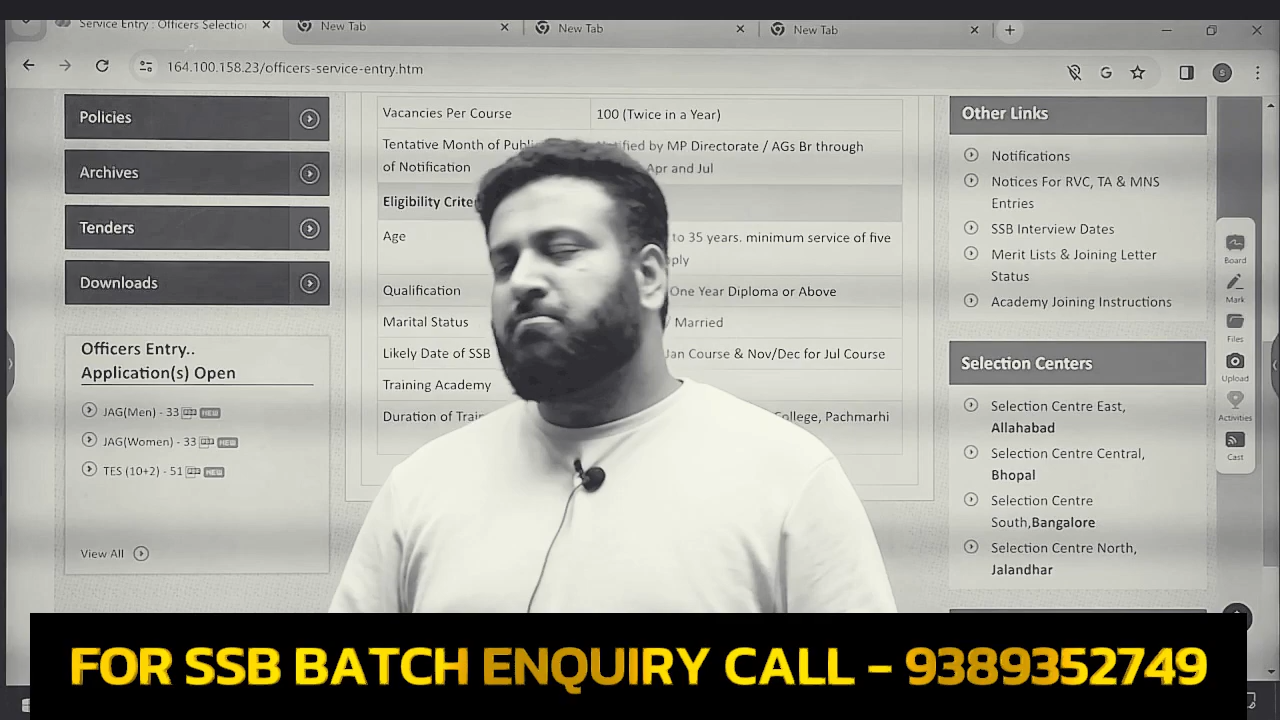 Service Entry : Officers Selection
New Tab
New Tab
New Tab
164.100.158.23/officers-service-entry.htm
Policies
Archives
Tenders
Downloads
Officers Entry..
Application(s) Open
JAG(Men) - 33 NEW
JAG(Women) - 33 NEW
TES (10+2) - 51 NEW
View All
Vacancies Per Course 100 (Twice in a Year)
Tentative Month of by MP Directorate / AGs Br through
of Notification Apr and Jul
Eligibility
Age to 35 years. minimum service of five
Qualification One Year Diploma or Above
Marital Status / Married
Likely Date of SSB Jan Course & Nov/Dec for Jul Course
Training Academy
Duration of College, Pachmarhi
Other Links
Notifications
Notices For RVC, TA & MNS
Entries
SSB Interview Dates
Merit Lists & Joining Letter
Status
Academy Joining Instructions
Selection Centers
Selection Centre East,
Allahabad
Selection Centre Central,
Bhopal
Selection Centre
South,Bangalore
Selection Centre North,
Jalandhar
Board
Mark
Files
Upload
Activities
Cast
FOR SSB BATCH ENQUIRY CALL – 9389352749